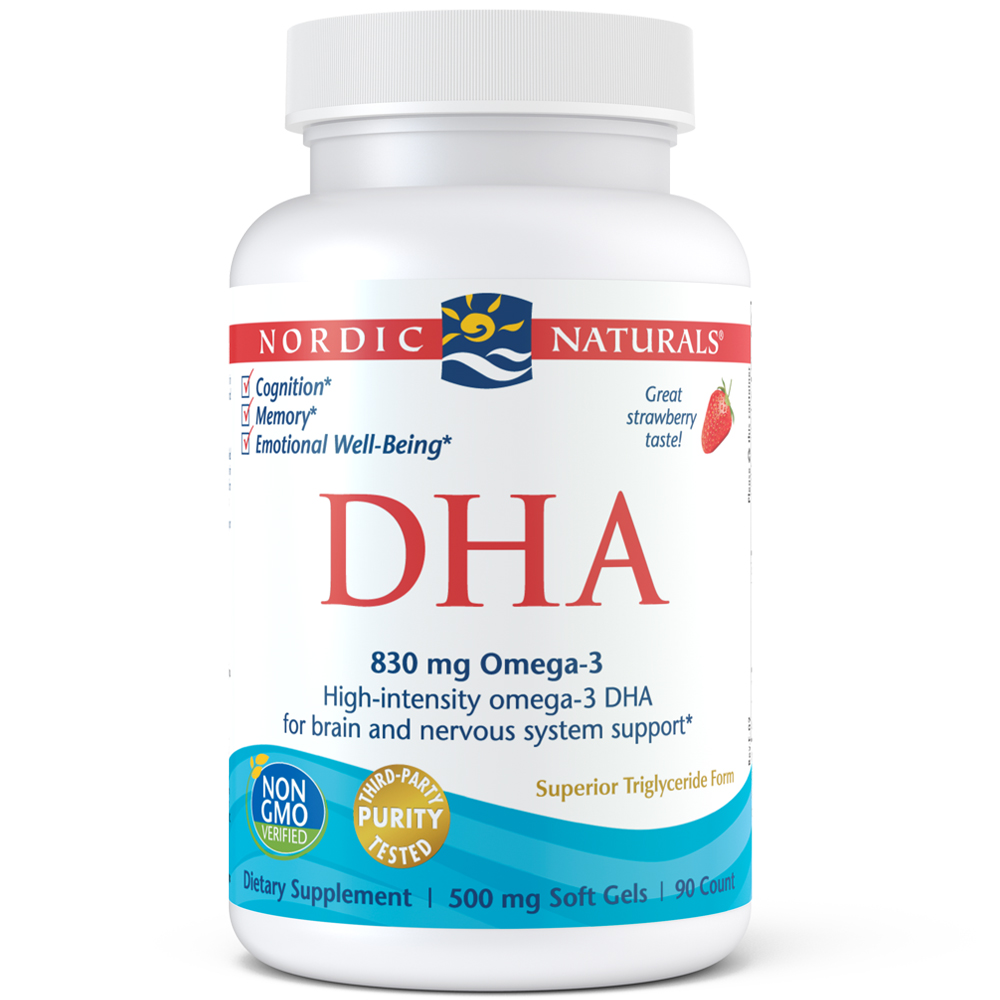 NORDIC NATURALS®
Cognition*
Memory*
Emotional Well-Being*
Great
strawberry
taste!
DHA
830 mg Omega-3
High-intensity omega-3 DHA
for brain and nervous system support*
Superior Triglyceride Form
NON
GMO
VERIFIED
THIRD-PARTY
PURITY
TESTED
Dietary Supplement | 500 mg Soft Gels | 90 Count